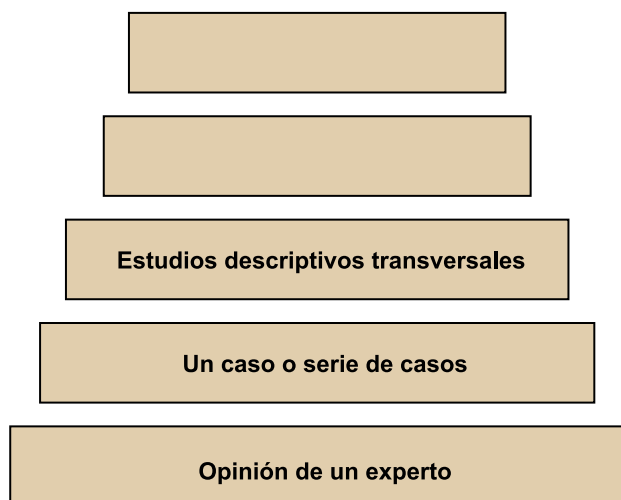 Estudios descriptivos transversales
Un caso o serie de casos
Opinión de un experto